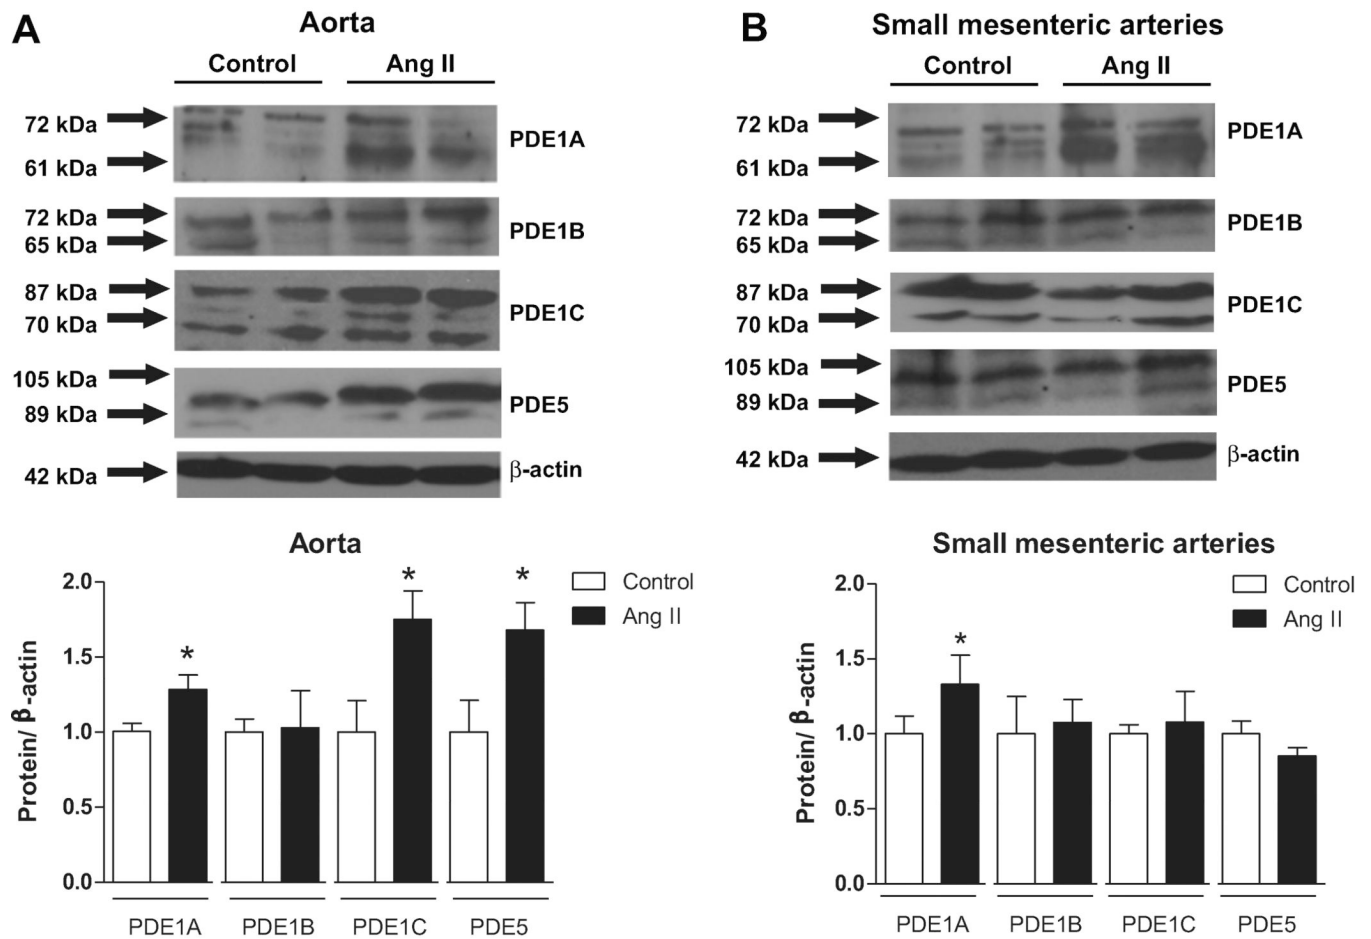 A
Aorta
Control
Ang II
72 kDa
61 kDa
PDE1A
72 kDa
65 kDa
PDE1B
87 kDa
70 kDa
PDE1C
105 kDa
89 kDa
PDE5
42 kDa
β-actin
Aorta
Protein/ β-actin
2.0
1.5
1.0
0.5
0.0
*
*
*
Control
Ang II
PDE1A
PDE1B
PDE1C
PDE5
B
Small mesenteric arteries
Control
Ang II
72 kDa
61 kDa
PDE1A
72 kDa
65 kDa
PDE1B
87 kDa
70 kDa
PDE1C
105 kDa
89 kDa
PDE5
42 kDa
β-actin
Small mesenteric arteries
Protein/ β-actin
2.0
1.5
1.0
0.5
0.0
*
Control
Ang II
PDE1A
PDE1B
PDE1C
PDE5